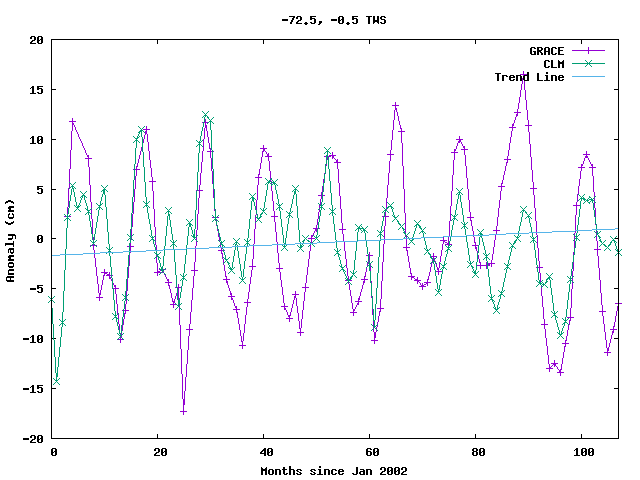 -72.5, -0.5 TWS
GRACE
CLM
Trend Line
20
15
10
5
0
-5
-10
-15
-20
Anomaly (cm)
0 20 40 60 80 100
Months since Jan 2002